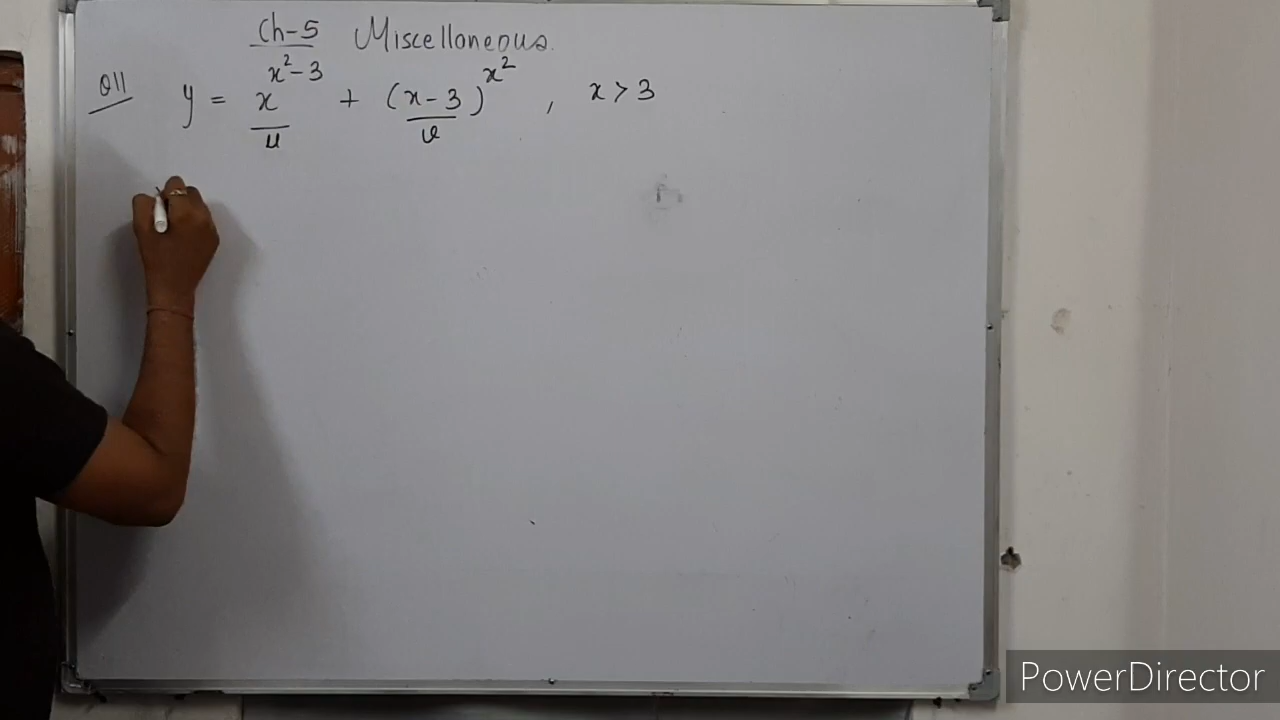 Ch-5 Miscellaneous.
Q11 y = x^{x²-3} + (x-3)^{x²} , x > 3
u v
PowerDirector